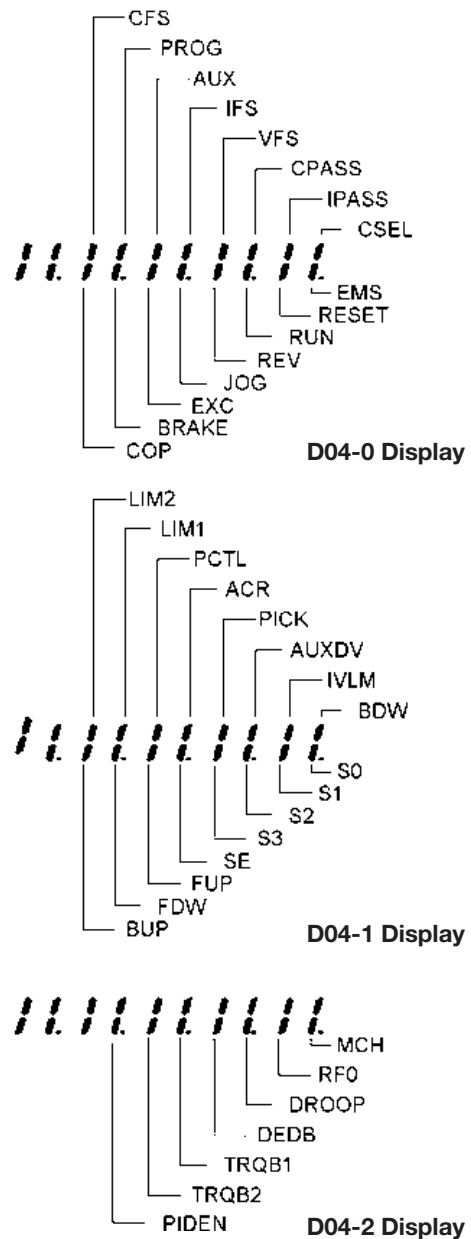 CFS
PROG
AUX
IFS
VFS
CPASS
IPASS
CSEL
EMS
RESET
RUN
REV
JOG
EXC
BRAKE
COP
D04-0 Display
LIM2
LIM1
PCTL
ACR
PICK
AUXDV
IVLM
BDW
S0
S1
S2
S3
SE
FUP
FDW
BUP
D04-1 Display
MCH
RF0
DROOP
DEDB
TRQB1
TRQB2
PIDEN
D04-2 Display